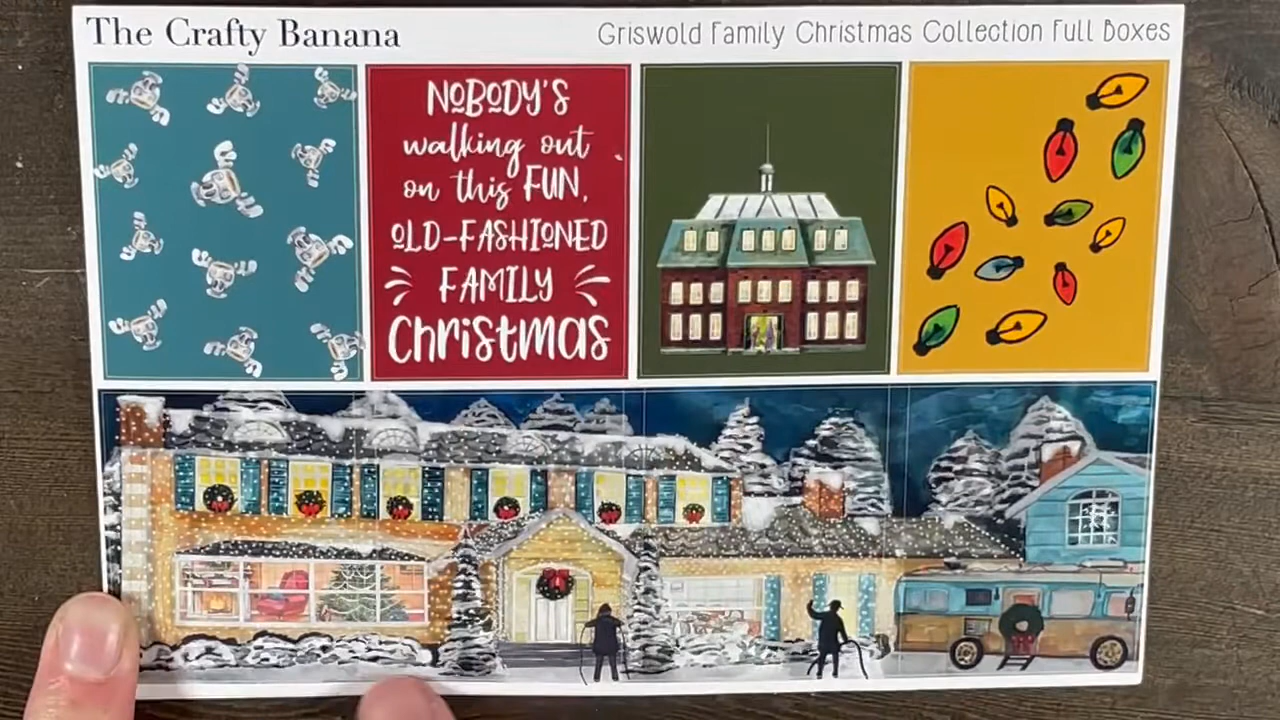 The Crafty Banana
Griswold Family Christmas Collection Full Boxes
NOBODY'S
walking out
on this FUN,
OLD-FASHIONED
FAMILY
Christmas